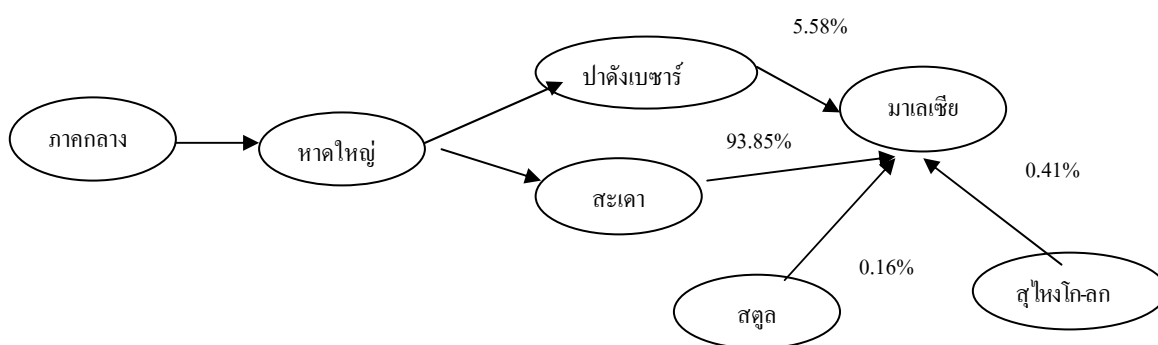 5.58%
ปาดังเบซาร์
มาเลเซีย
ภาคกลาง
หาดใหญ่
93.85%
สะเดา
0.41%
0.16%
สตูล
สุไหงโก-ลก